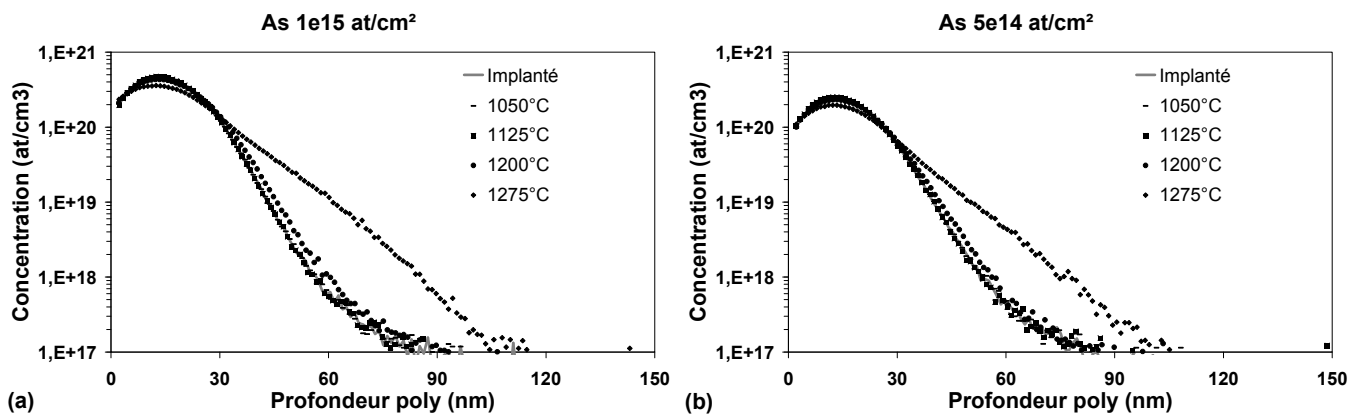 As 1e15 at/cm²
Concentration (at/cm3)
1,E+21
1,E+20
1,E+19
1,E+18
1,E+17
Implanté
1050°C
1125°C
1200°C
1275°C
0
30
60
90
120
150
Profondeur poly (nm)
(a)
As 5e14 at/cm²
Concentration (at/cm3)
1,E+21
1,E+20
1,E+19
1,E+18
1,E+17
Implanté
1050°C
1125°C
1200°C
1275°C
0
30
60
90
120
150
Profondeur poly (nm)
(b)